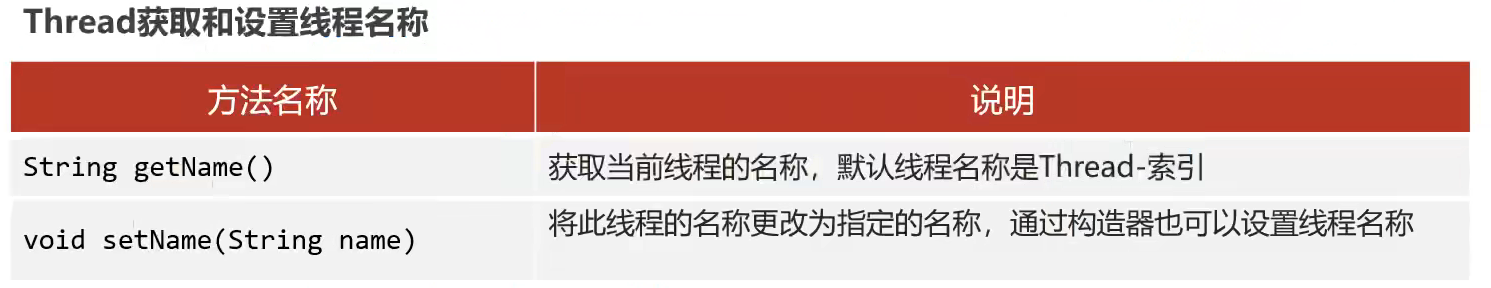 Thread获取和设置线程名称
方法名称 说明
String getName() 获取当前线程的名称，默认线程名称是Thread-索引
void setName(String name) 将此线程的名称更改为指定的名称，通过构造器也可以设置线程名称